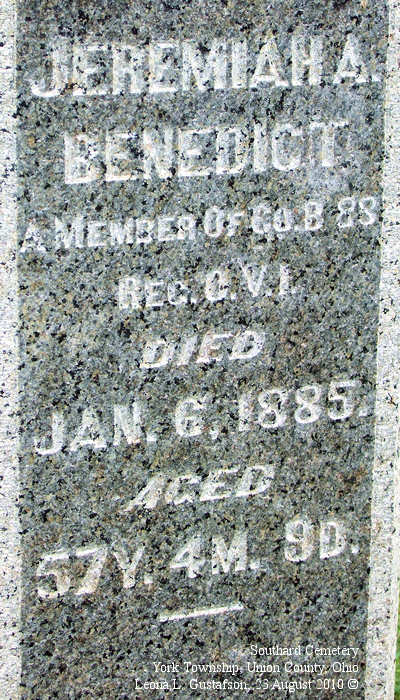 JEREMIAH A.
BENEDICT
A MEMBER OF CO. B 88
REG. O. V. I.
DIED
JAN. 6, 1885.
AGED
57Y. 4M. 9D.
Southard Cemetery
York Township, Union County, Ohio
Leona L. Gustafson, 23 August 2010 ©